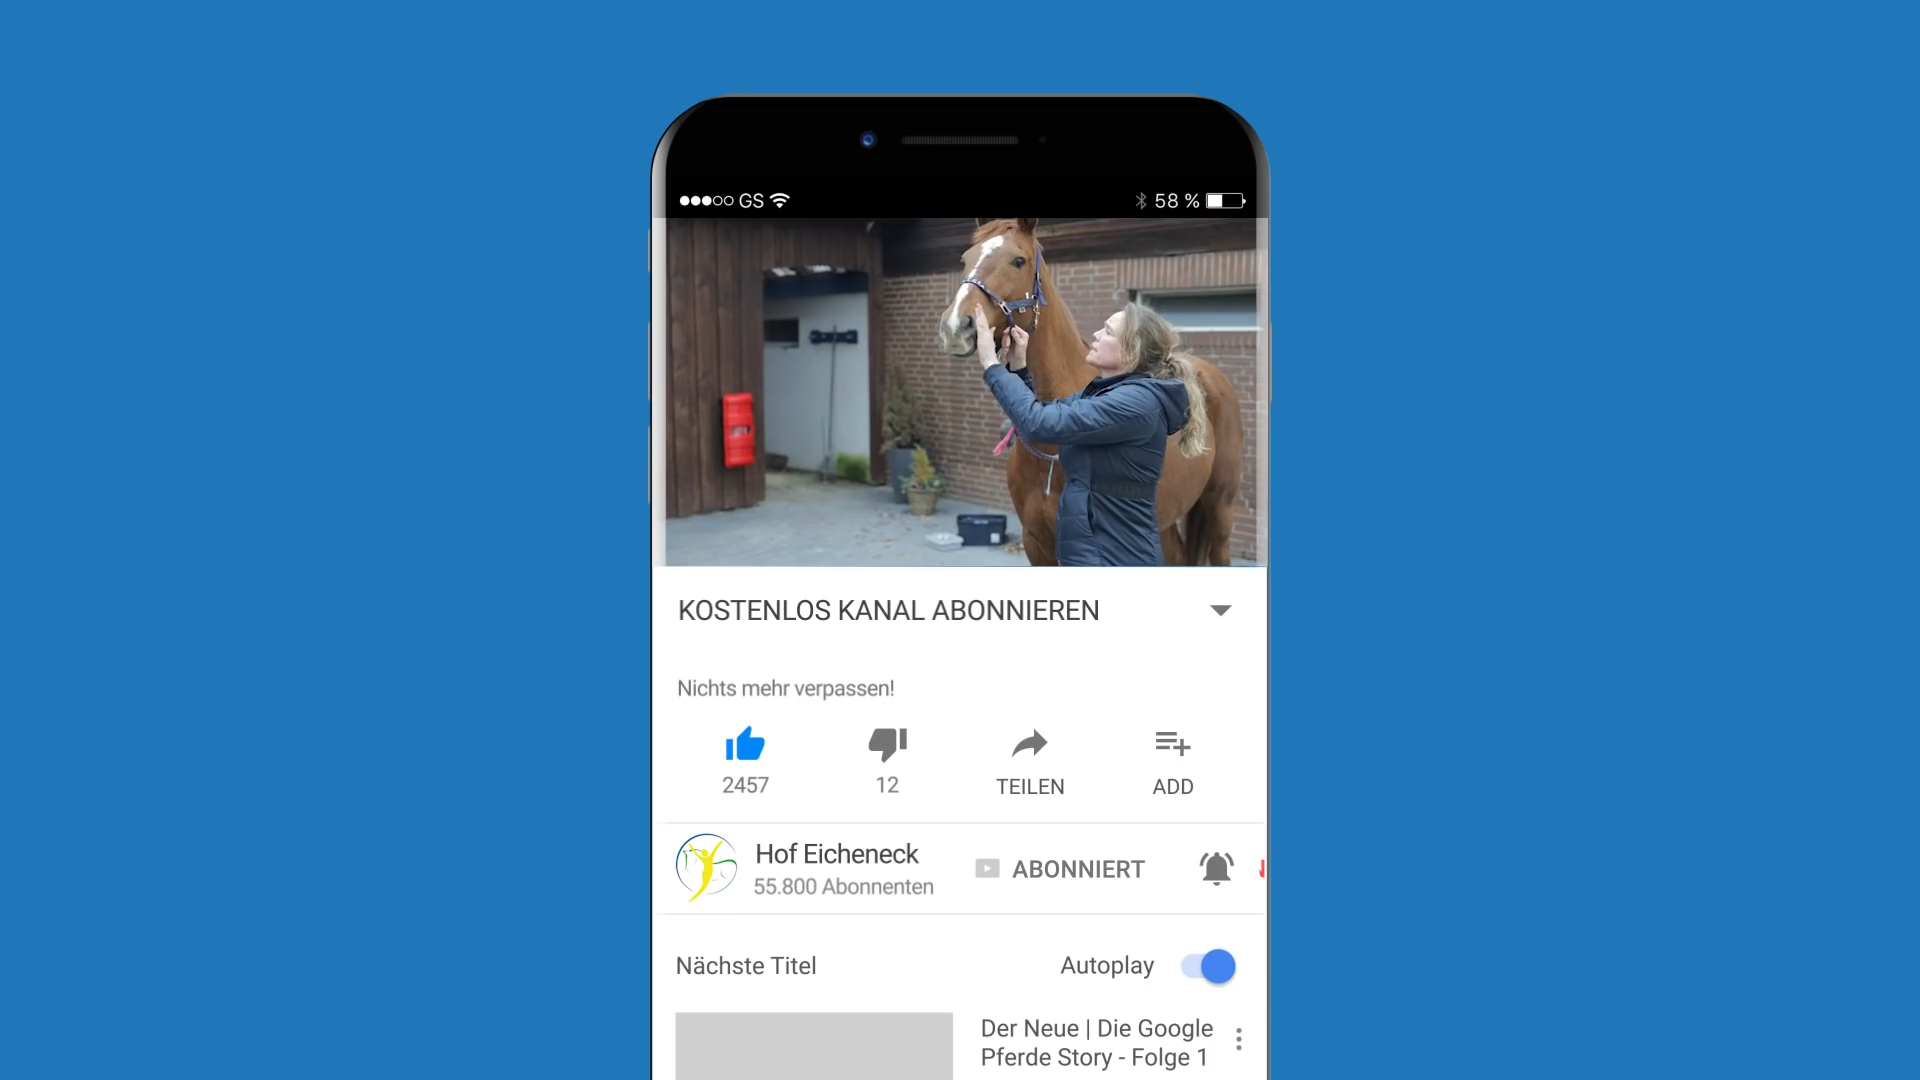 GS 58 %
KOSTENLOS KANAL ABONNIEREN
Nichts mehr verpassen!
2457 12 TEILEN ADD
Hof Eicheneck
55.800 Abonnenten
ABONNIERT
Nächste Titel Autoplay
Der Neue | Die Google
Pferde Story - Folge 1